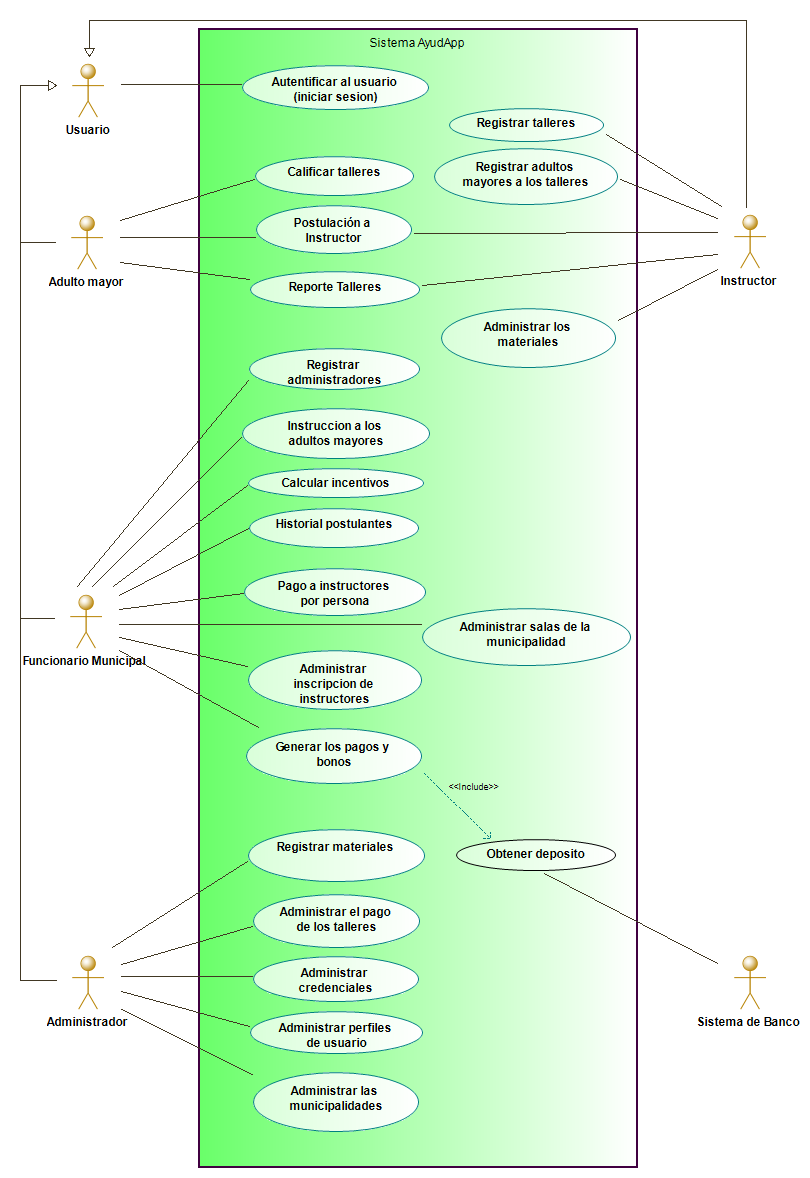 Sistema AyudApp
Usuario
Autentificar al usuario
(iniciar sesion)
Registrar talleres
Calificar talleres
Registrar adultos
mayores a los talleres
Postulación a
Instructor
Adulto mayor
Instructor
Reporte Talleres
Administrar los
materiales
Registrar
administradores
Instruccion a los
adultos mayores
Calcular incentivos
Historial postulantes
Pago a instructores
por persona
Administrar salas de la
municipalidad
Funcionario Municipal
Administrar
inscripcion de
instructores
Generar los pagos y
bonos
<<Include>>
Registrar materiales
Obtener deposito
Administrar el pago
de los talleres
Administrar
credenciales
Administrador
Sistema de Banco
Administrar perfiles
de usuario
Administrar las
municipalidades